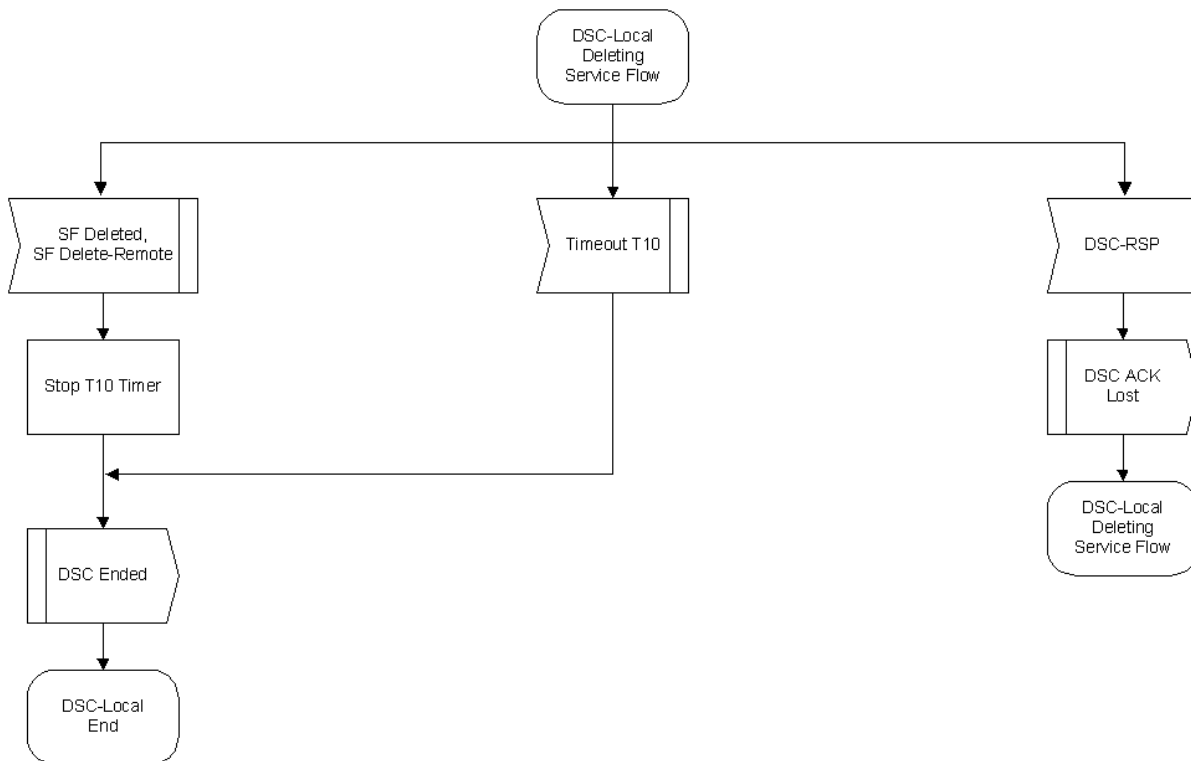 DSC-Local
Deleting
Service Flow
SF Deleted,
SF Delete-Remote
Timeout T10
DSC-RSP
Stop T10 Timer
DSC ACK
Lost
DSC-Local
Deleting
Service Flow
DSC Ended
DSC-Local
End